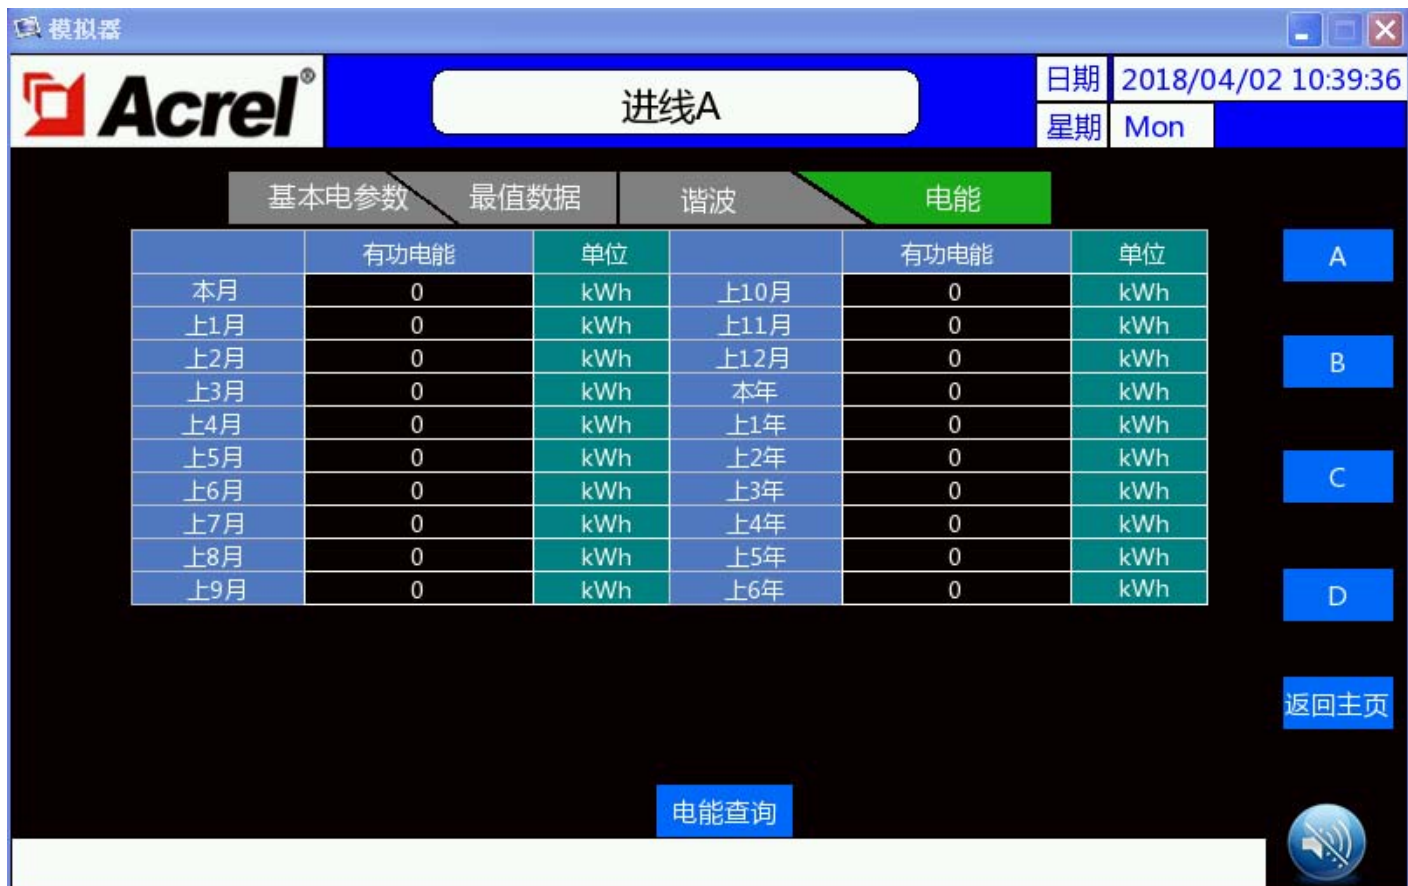 模拟器
Acrel®
进线A
日期 2018/04/02 10:39:36
星期 Mon
基本电参数 最值数据 谐波 电能
有功电能 单位 有功电能 单位
本月 0 kWh 上10月 0 kWh
上1月 0 kWh 上11月 0 kWh
上2月 0 kWh 上12月 0 kWh
上3月 0 kWh 本年 0 kWh
上4月 0 kWh 上1年 0 kWh
上5月 0 kWh 上2年 0 kWh
上6月 0 kWh 上3年 0 kWh
上7月 0 kWh 上4年 0 kWh
上8月 0 kWh 上5年 0 kWh
上9月 0 kWh 上6年 0 kWh
A
B
C
D
返回主页
电能查询